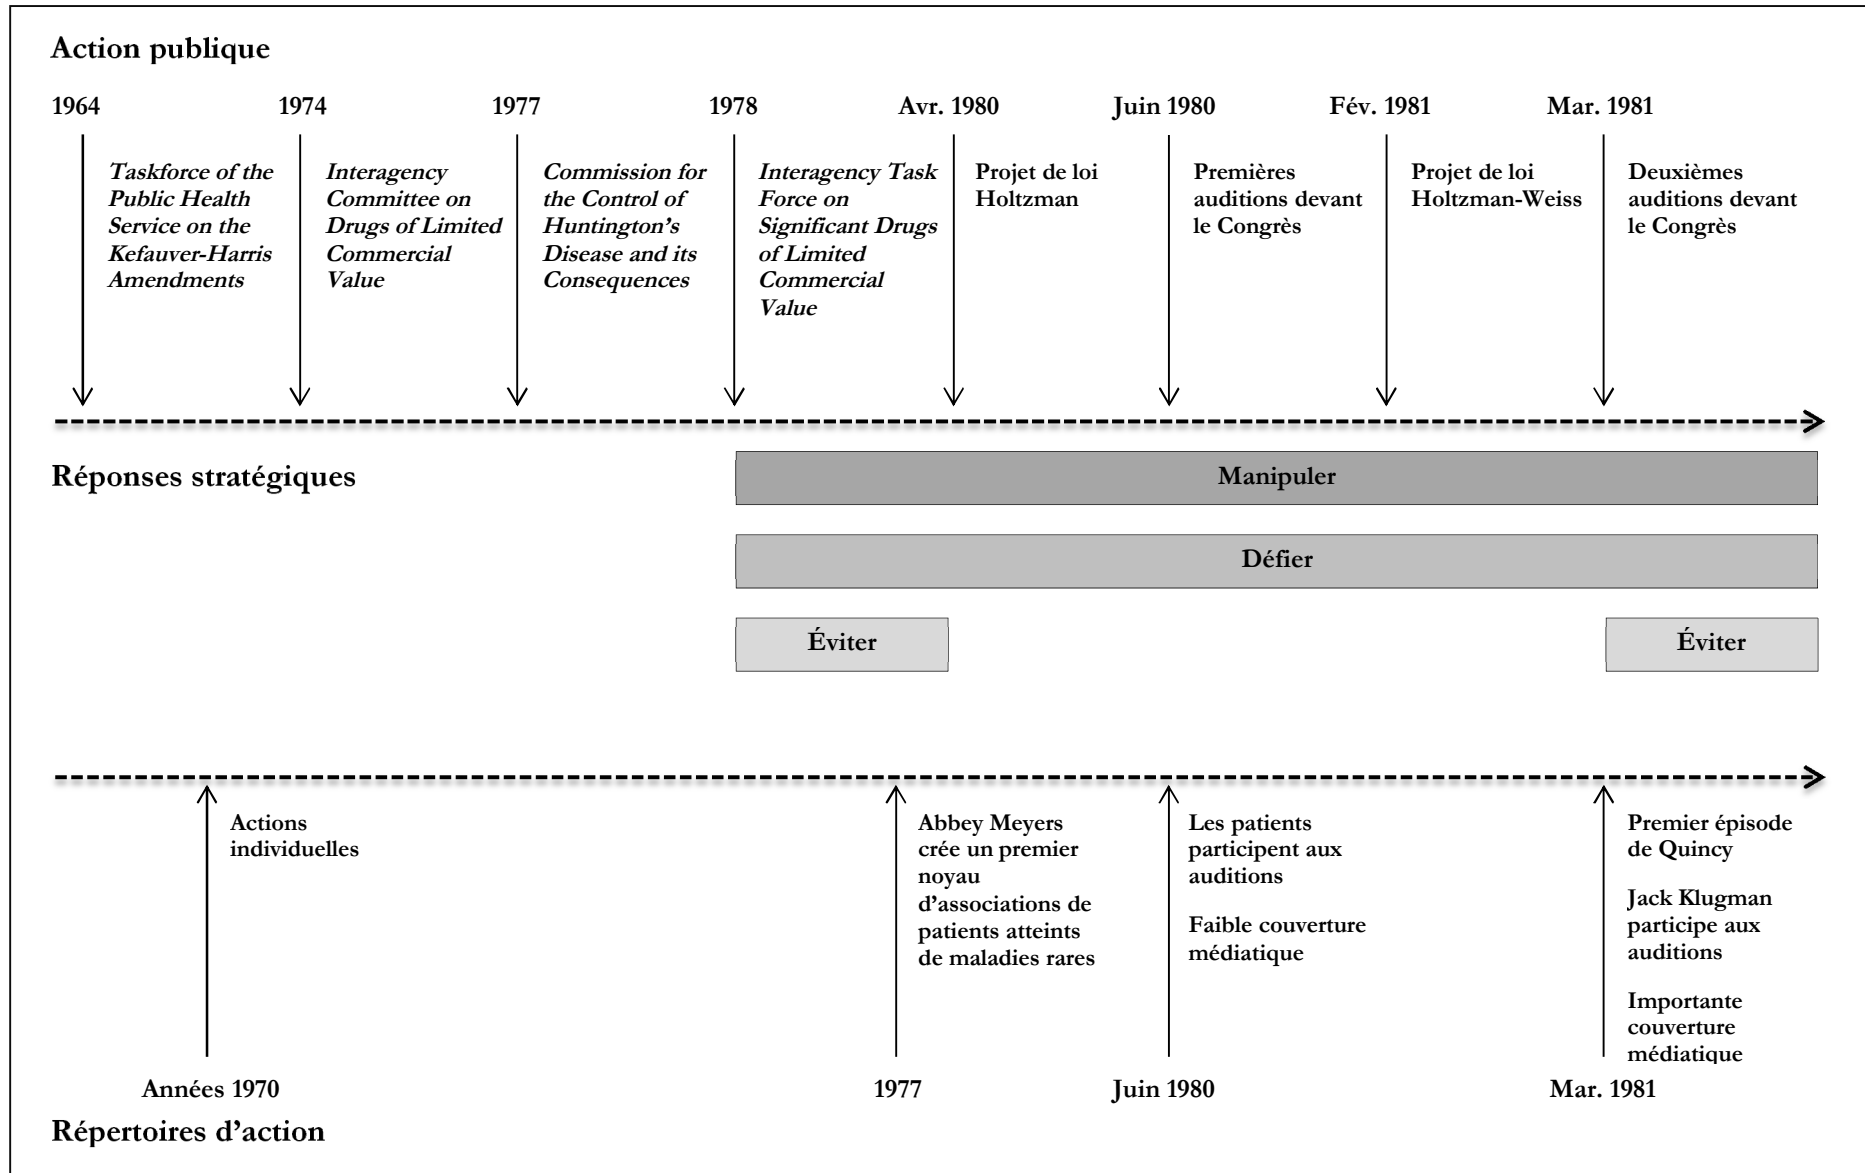 Action publique
1964
1974
1977
1978
Avr. 1980
Juin 1980
Fév. 1981
Mar. 1981
Taskforce of the
Public Health
Service on the
Kefauver-Harris
Amendments
Interagency
Committee on
Drugs of Limited
Commercial
Value
Commission for
the Control of
Huntington's
Disease and its
Consequences
Interagency Task
Force on
Significant Drugs
of Limited
Commercial
Value
Projet de loi
Holtzman
Premières
auditions devant
le Congrès
Projet de loi
Holtzman-Weiss
Deuxièmes
auditions devant
le Congrès
Réponses stratégiques
Manipuler
Défier
Éviter
Éviter
Actions
individuelles
Abbey Meyers
crée un premier
noyau
d'associations de
patients atteints
de maladies rares
Les patients
participent aux
auditions
Faible couverture
médiatique
Premier épisode
de Quincy
Jack Klugman
participe aux
auditions
Importante
couverture
médiatique
Années 1970
1977
Juin 1980
Mar. 1981
Répertoires d'action